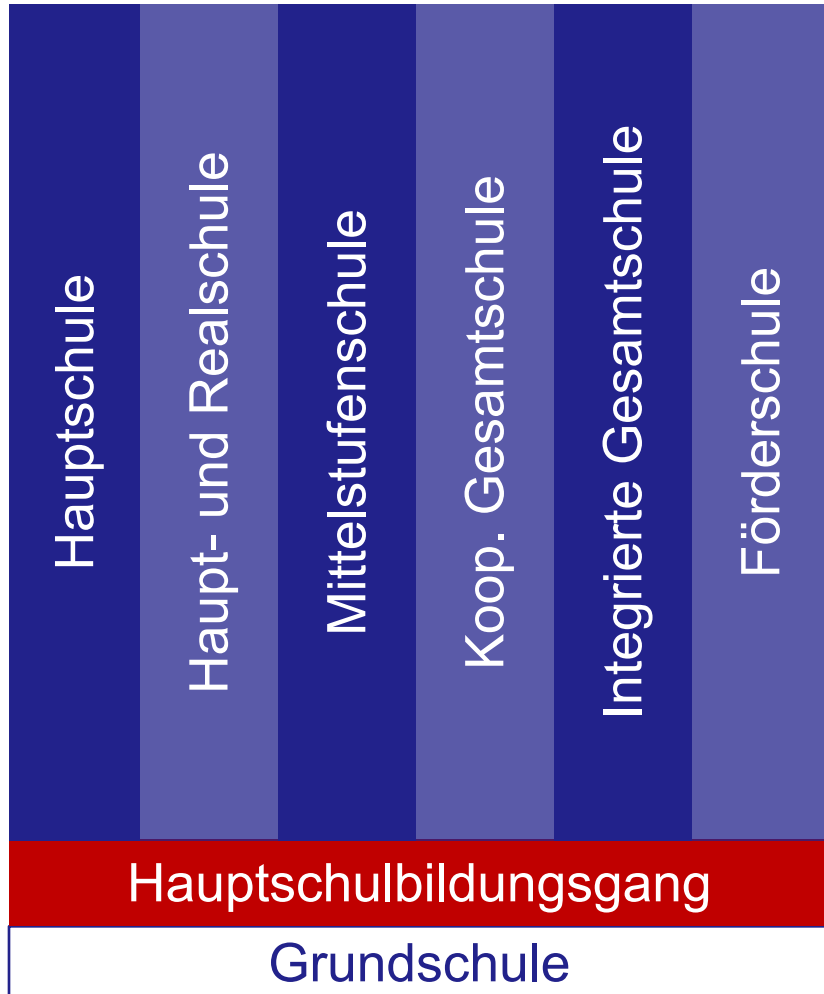 Hauptschule
Haupt- und Realschule
Mittelstufenschule
Koop. Gesamtschule
Integrierte Gesamtschule
Förderschule
Hauptschulbildungsgang
Grundschule